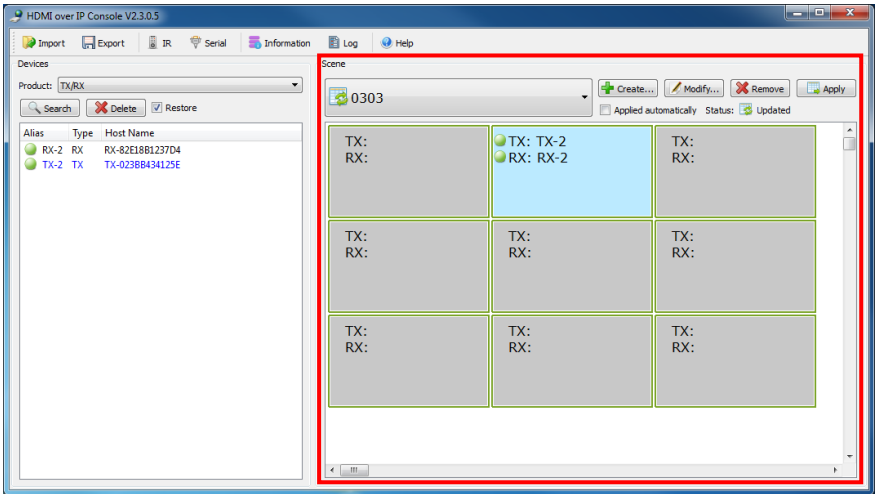 HDMI over IP Console V2.3.0.5
Import Export IR Serial Information Log Help
Devices
Product: TX/RX
Search Delete Restore
Alias Type Host Name
RX-2 RX RX-82E18B1237D4
TX-2 TX TX-023BB434125E
Scene
0303
Create... Modify... Remove Apply
Applied automatically Status: Updated
TX: TX: TX-2 TX:
RX: RX: RX-2 RX:
TX: TX: TX:
RX: RX: RX:
TX: TX: TX:
RX: RX: RX: